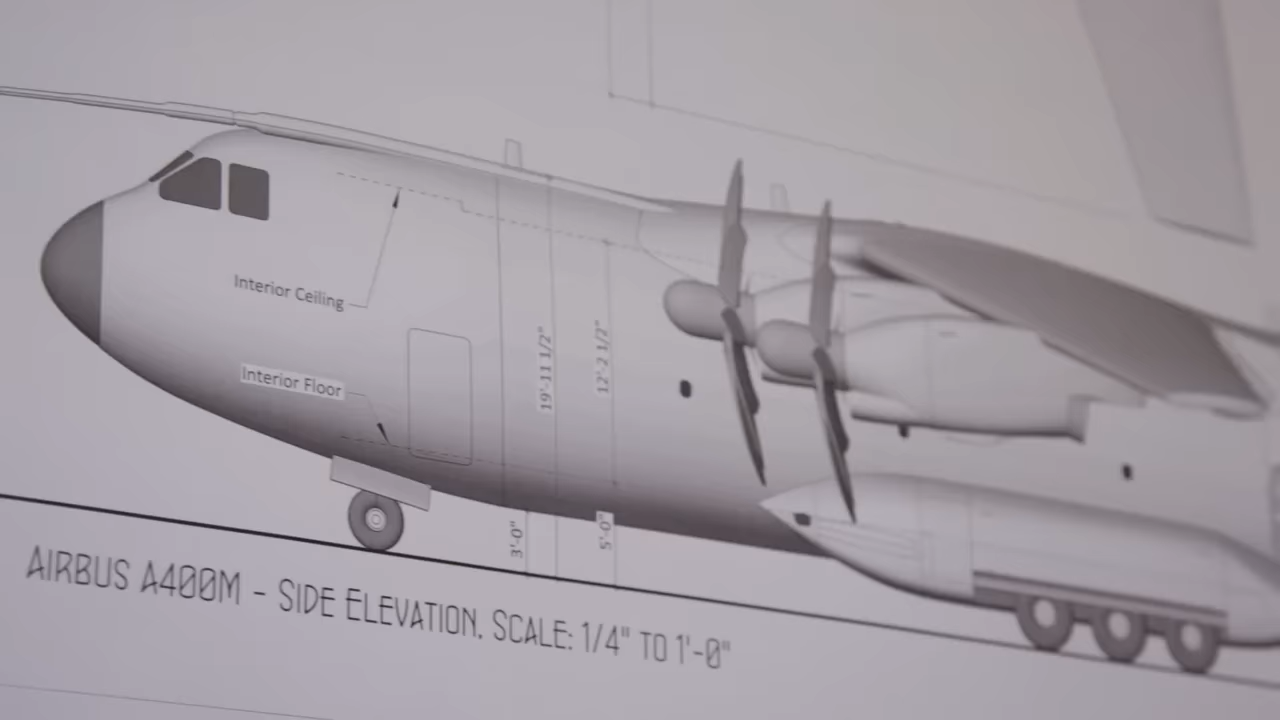 Interior Ceiling
19'-11 1/2"
12'-2 1/2"
Interior Floor
3'-0"
5'-0"
AIRBUS A400M - SIDE ELEVATION, SCALE: 1/4" TO 1'-0"